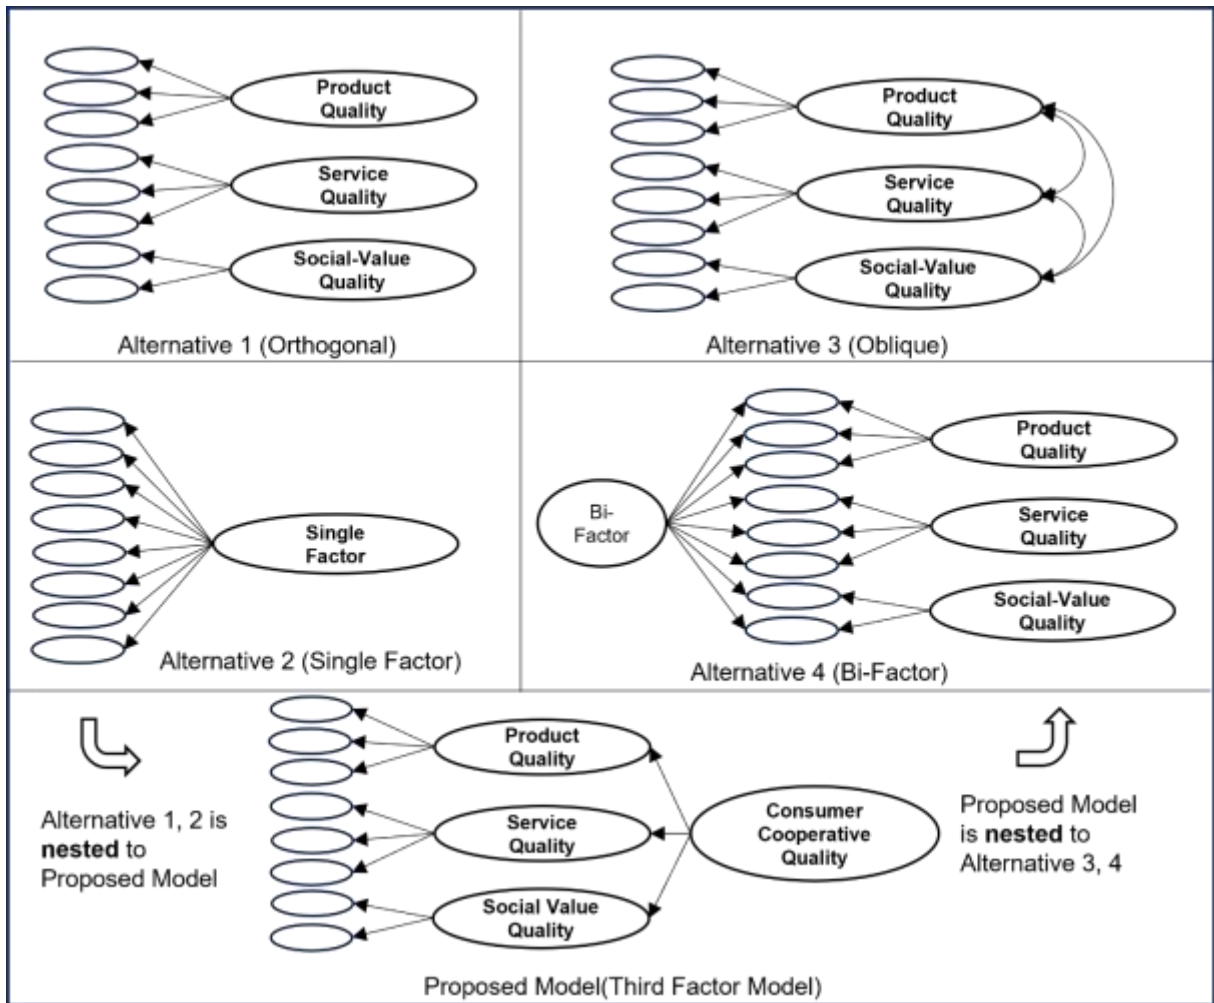 Product
Quality
Service
Quality
Social-Value
Quality
Alternative 1 (Orthogonal)
Product
Quality
Service
Quality
Social-Value
Quality
Alternative 3 (Oblique)
Single
Factor
Alternative 2 (Single Factor)
Bi-
Factor
Product
Quality
Service
Quality
Social-Value
Quality
Alternative 4 (Bi-Factor)
Alternative 1, 2 is
nested to
Proposed Model
Product
Quality
Service
Quality
Social Value
Quality
Consumer
Cooperative
Quality
Proposed Model
is nested to
Alternative 3, 4
Proposed Model(Third Factor Model)